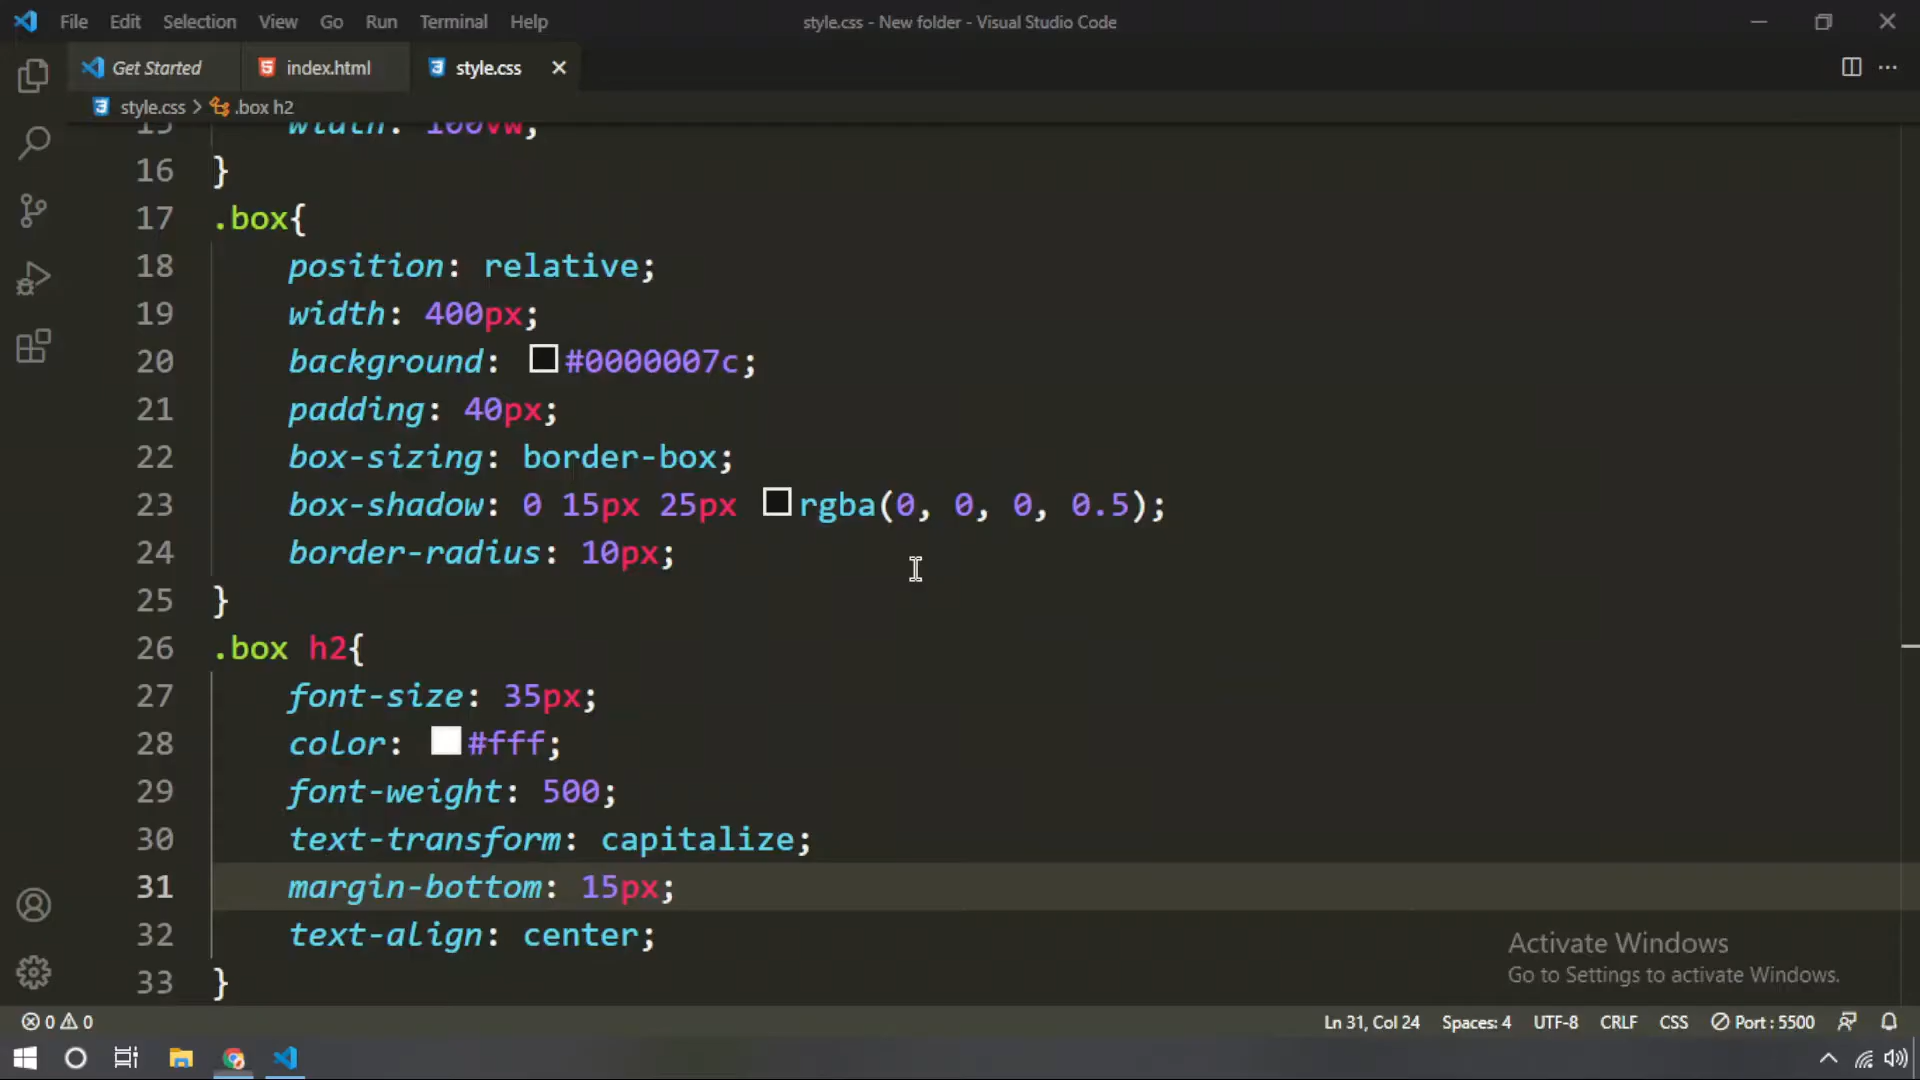 File Edit Selection View Go Run Terminal Help
style.css - New folder - Visual Studio Code
Get Started index.html style.css
style.css > .box h2
15 width: 100vw;
16 }
17 .box{
18 position: relative;
19 width: 400px;
20 background: #0000007c;
21 padding: 40px;
22 box-sizing: border-box;
23 box-shadow: 0 15px 25px rgba(0, 0, 0, 0.5);
24 border-radius: 10px;
25 }
26 .box h2{
27 font-size: 35px;
28 color: #fff;
29 font-weight: 500;
30 text-transform: capitalize;
31 margin-bottom: 15px;
32 text-align: center;
33 }
Activate Windows
Go to Settings to activate Windows.
0 0 Ln 31, Col 24 Spaces: 4 UTF-8 CRLF CSS Port : 5500